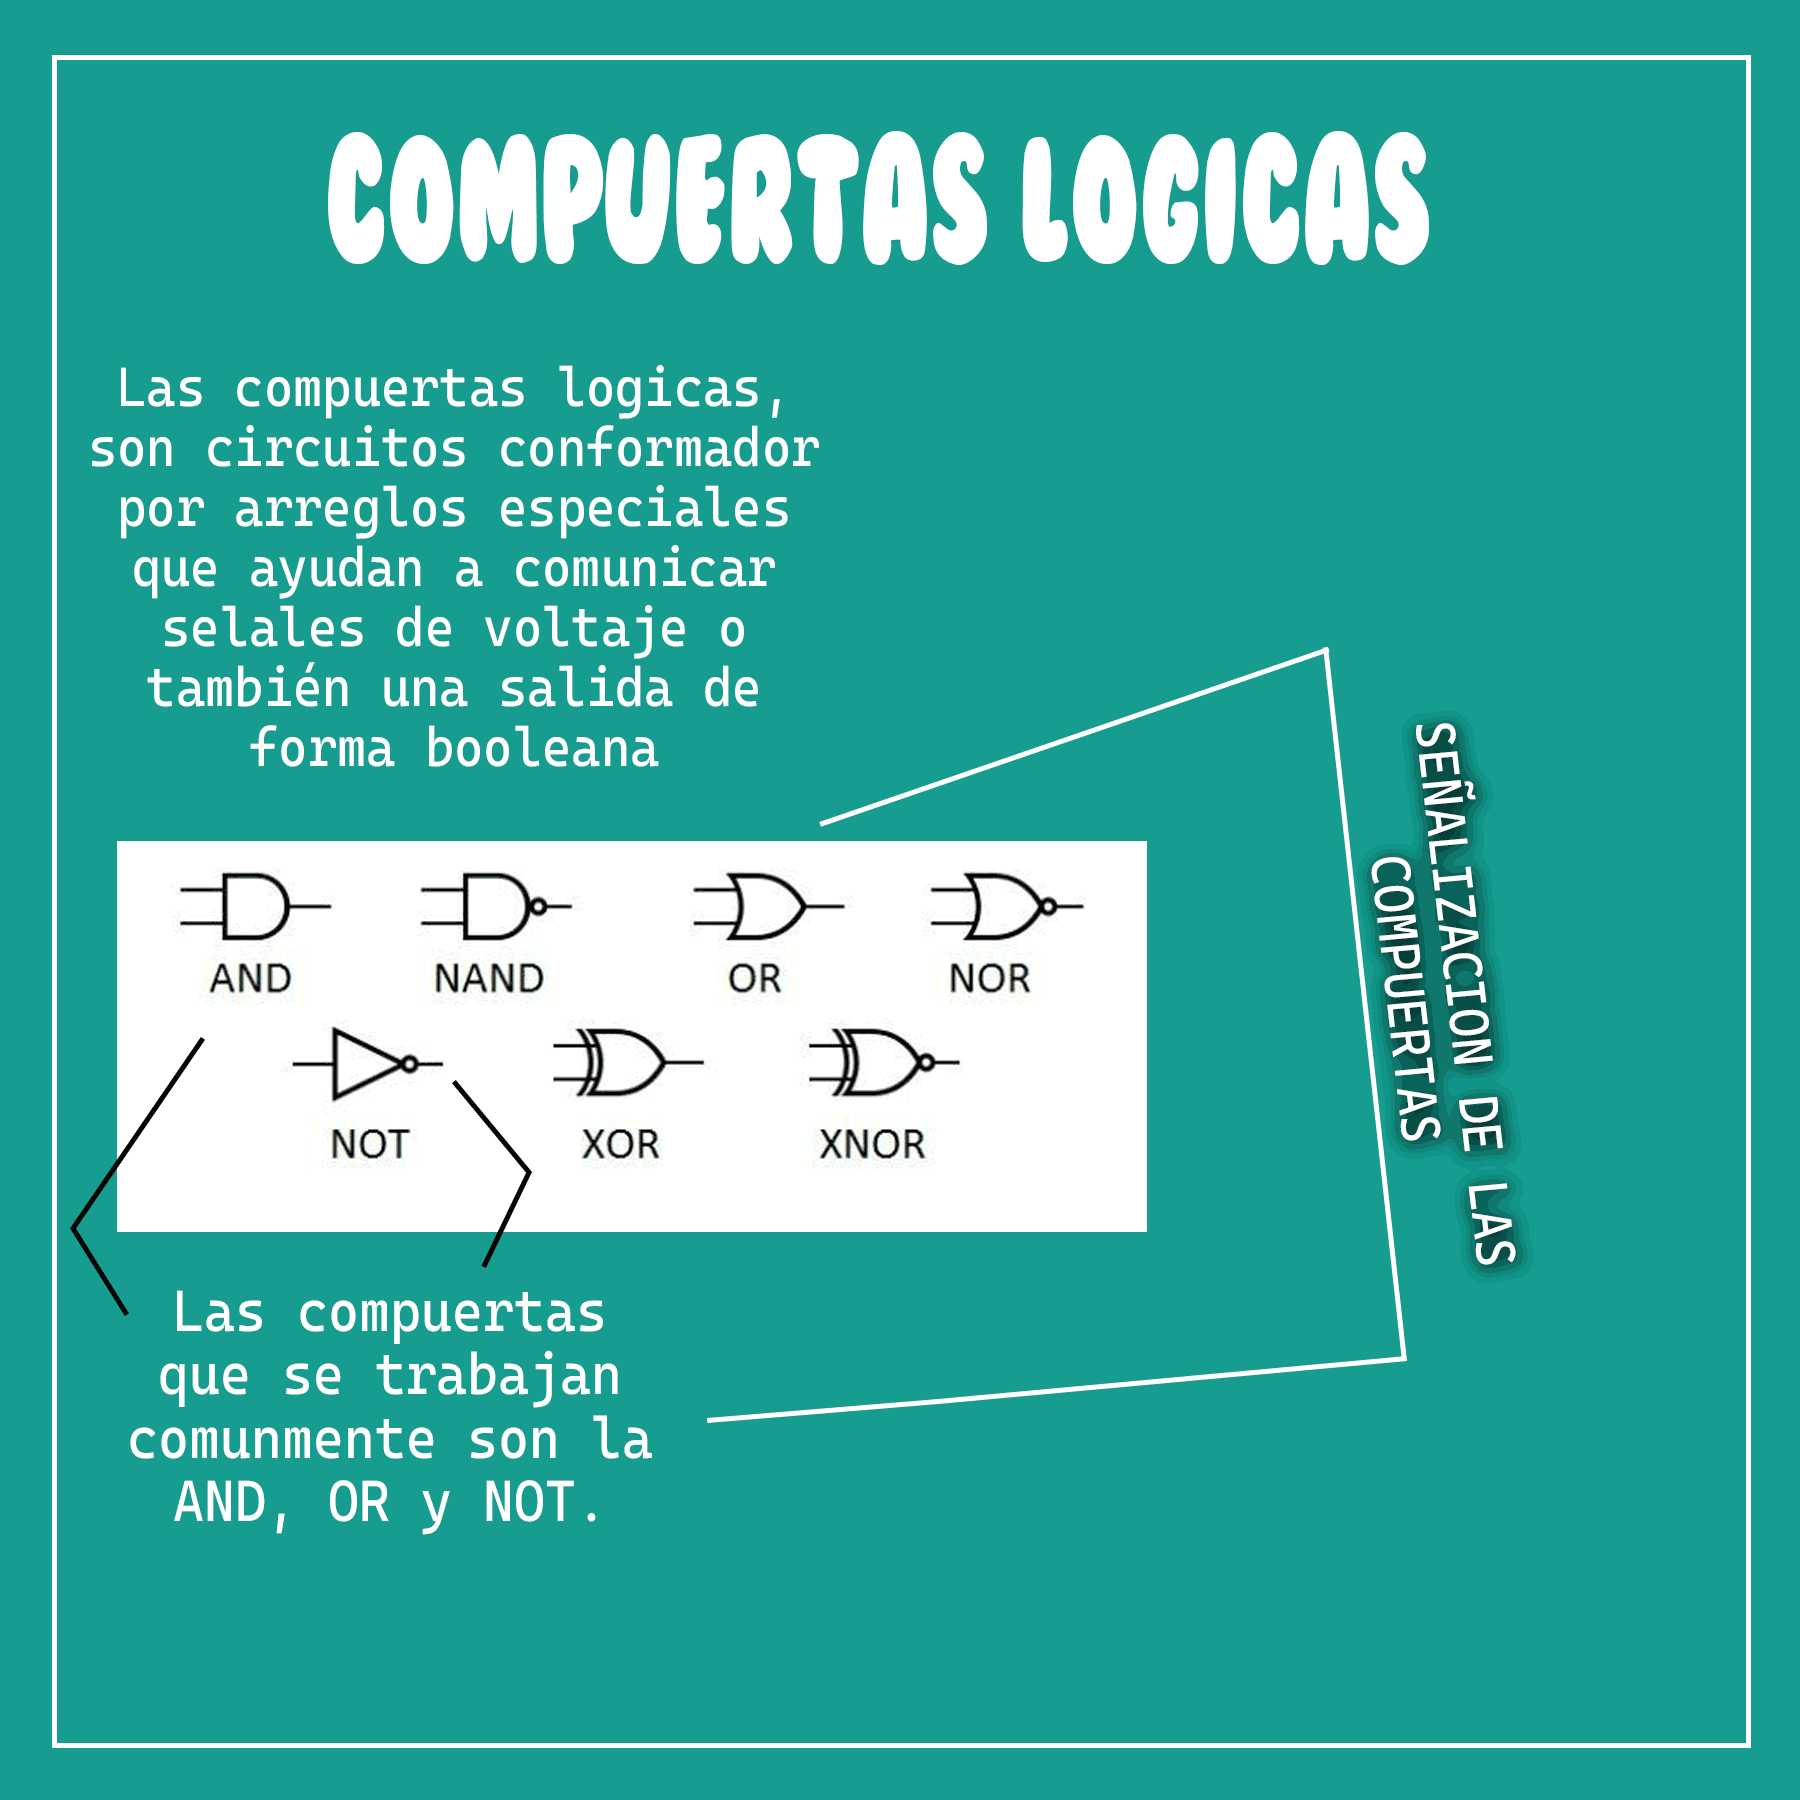 COMPUERTAS LOGICAS
Las compuertas logicas,
son circuitos conformador
por arreglos especiales
que ayudan a comunicar
selales de voltaje o
también una salida de
forma booleana
AND NAND OR NOR
NOT XOR XNOR
SEÑALIZACION DE LAS
COMPUERTAS
Las compuertas
que se trabajan
comunmente son la
AND, OR y NOT.